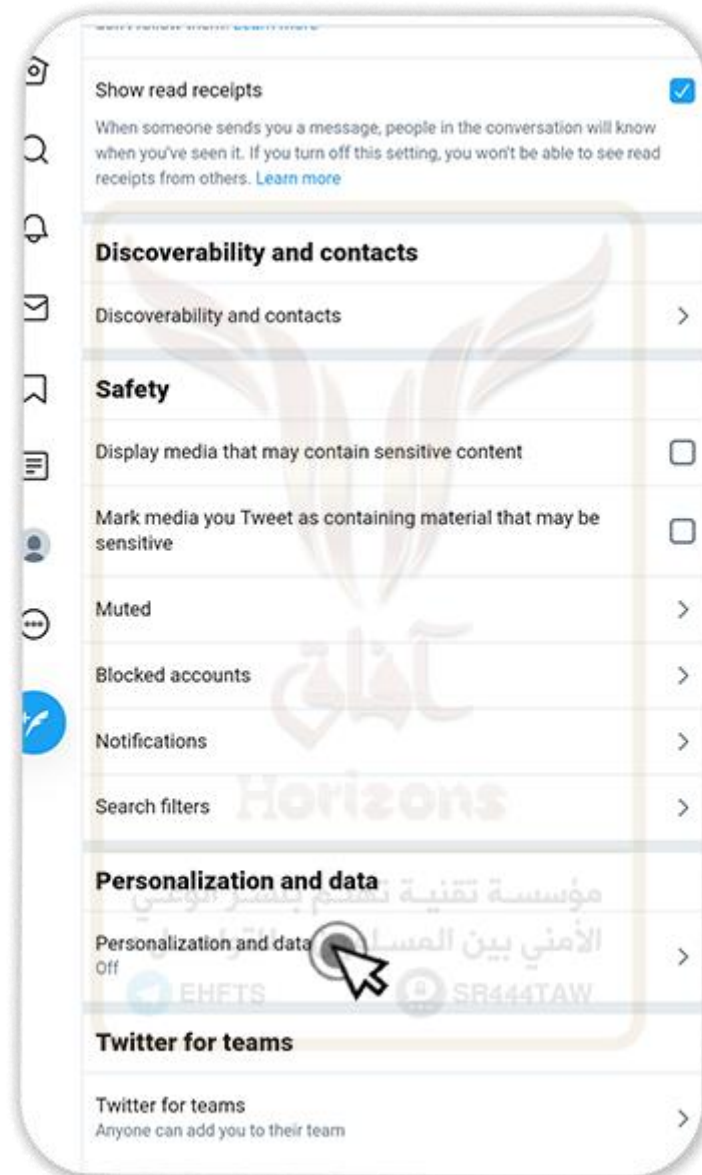 Show read receipts
When someone sends you a message, people in the conversation will know
when you've seen it. If you turn off this setting, you won't be able to see read
receipts from others. Learn more
Discoverability and contacts
Discoverability and contacts
Safety
Display media that may contain sensitive content
Mark media you Tweet as containing material that may be
sensitive
Muted
آفاق
Blocked accounts
Notifications
Horizons
Search filters
Personalization and data
مؤسسة تقنية تهتم بنشر الوعي
Personalization and data
الأمني بين المسلمين
Off
EHFTS
SR444TAW
Twitter for teams
Twitter for teams
Anyone can add you to their team